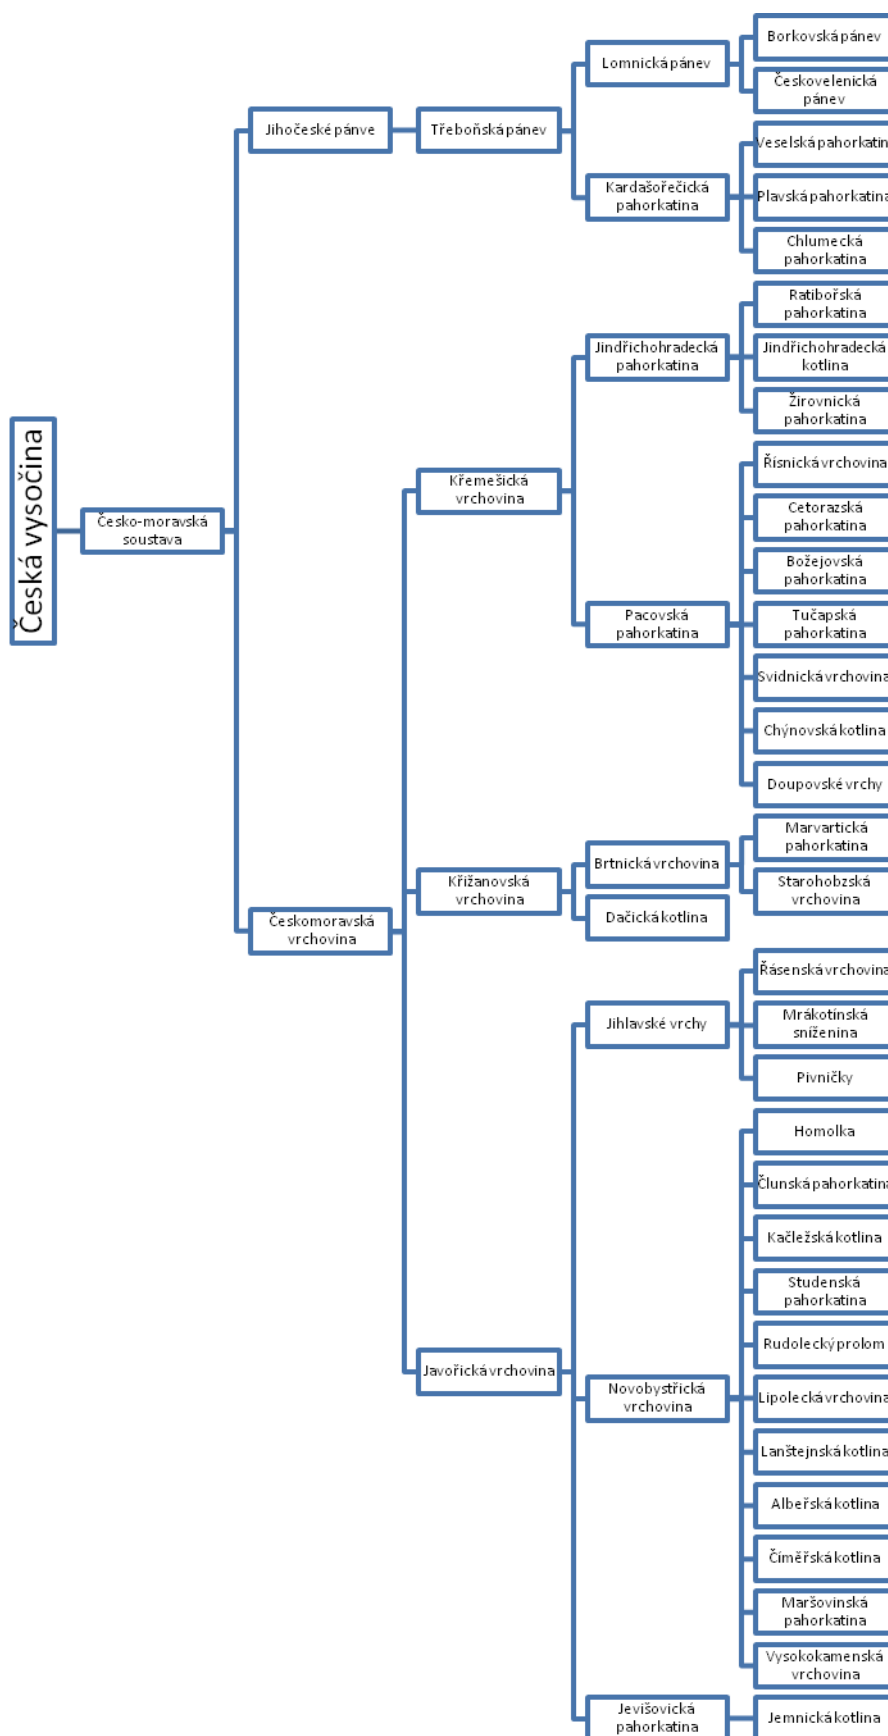 Česká vysočina
Česko-moravská
soustava
Jihočeské pánve
Třeboňská pánev
Lomnická pánev
Borkovská pánev
Českovelenická
pánev
Kardašořečická
pahorkatina
Veselská pahorkatin
Plavská pahorkatina
Chlumecká
pahorkatina
Českomoravská
vrchovina
Křemešická
vrchovina
Jindřichohradecká
pahorkatina
Ratibořská
pahorkatina
Jindřichohradecká
kotlina
Žirovnická
pahorkatina
Pacovská
pahorkatina
Řísnická vrchovina
Cetorazská
pahorkatina
Božejovská
pahorkatina
Tučapská
pahorkatina
Svidnická vrchovina
Chýnovská kotlina
Doupovské vrchy
Křižanovská
vrchovina
Brtnická vrchovina
Marvartická
pahorkatina
Starohobzská
vrchovina
Dačická kotlina
Javořická vrchovina
Jihlavské vrchy
Řásenská vrchovina
Mrákotínská
sníženina
Pivničky
Novobystřická
vrchovina
Homolka
Člunská pahorkatina
Kačležská kotlina
Studenská
pahorkatina
Rudolecký prolom
Lipolecká vrchovina
Lanštejnská kotlina
Albeřská kotlina
Číměřská kotlina
Maršovinská
pahorkatina
Vysokokamenská
vrchovina
Jevišovická
pahorkatina
Jemnická kotlina